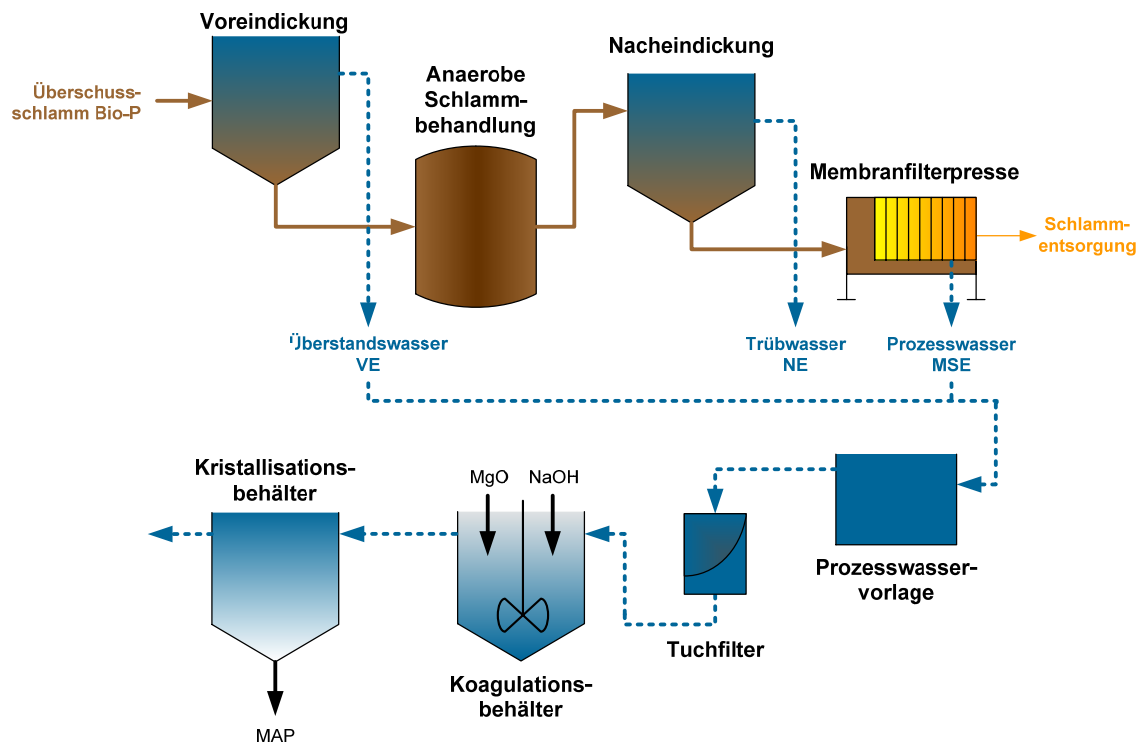 Voreindickung
Nacheindickung
Anaerobe
Schlamm-
behandlung
Überschuss-
schlamm Bio-P
Membranfilterpresse
Schlamm-
entsorgung
Überstandswasser
VE
Trübwasser
NE
Prozesswasser
MSE
Kristallisations-
behälter
MgO
NaOH
Prozesswasser-
vorlage
Tuchfilter
Koagulations-
behälter
MAP